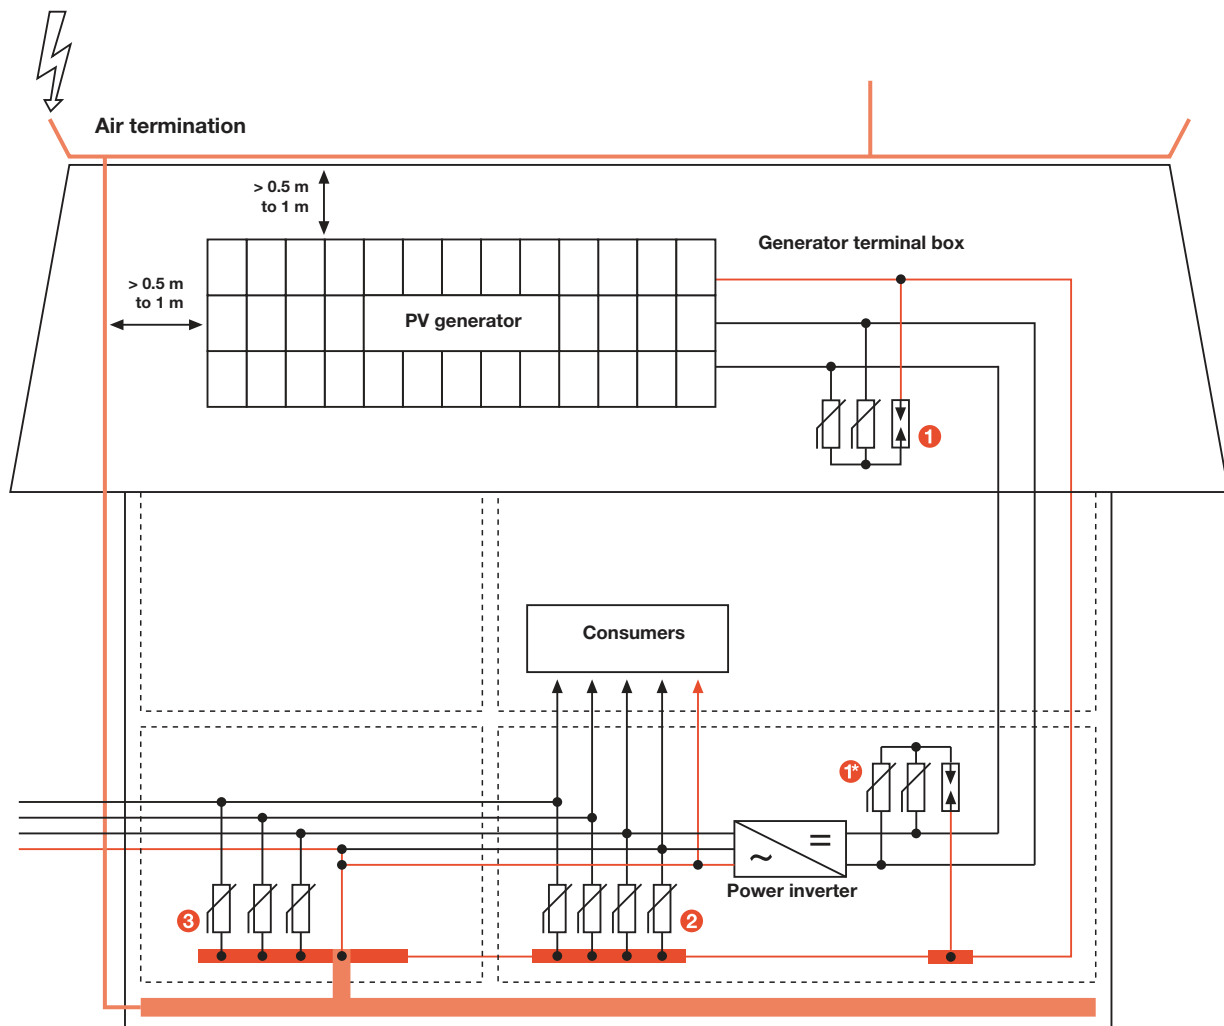 Air termination
> 0.5 m
to 1 m
Generator terminal box
> 0.5 m
to 1 m
PV generator
1
Consumers
1*
=
~
Power inverter
3
2